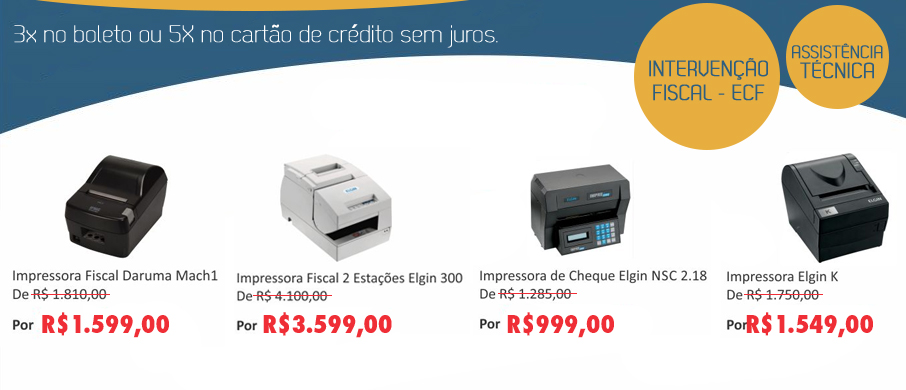 3x no boleto ou 5X no cartão de crédito sem juros.
INTERVENÇÃO
FISCAL - ECF
ASSISTÊNCIA
TÉCNICA
Impressora Fiscal Daruma Mach1
De R$ 1.810,00
Por R$1.599,00
Impressora Fiscal 2 Estações Elgin 300
De R$ 4.100,00
Por R$3.599,00
Impressora de Cheque Elgin NSC 2.18
De R$ 1.285,00
Por R$999,00
Impressora Elgin K
De R$ 1.750,00
Por R$1.549,00